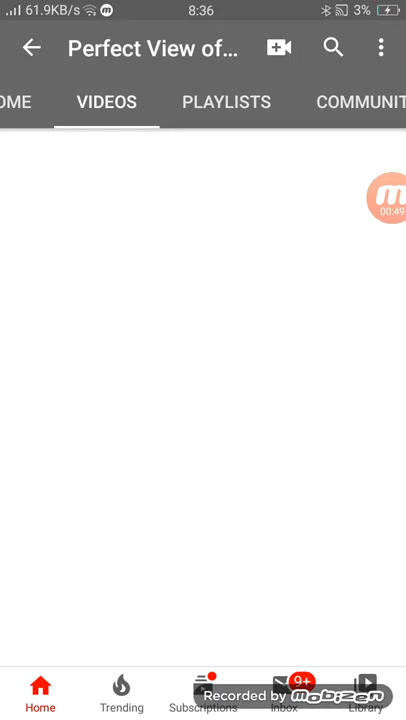 61.9KB/s 8:36 3%
Perfect View of...
OME VIDEOS PLAYLISTS COMMUNIT
00:49
9+
Home Trending Subscriptions Inbox Library
Recorded by mobizen